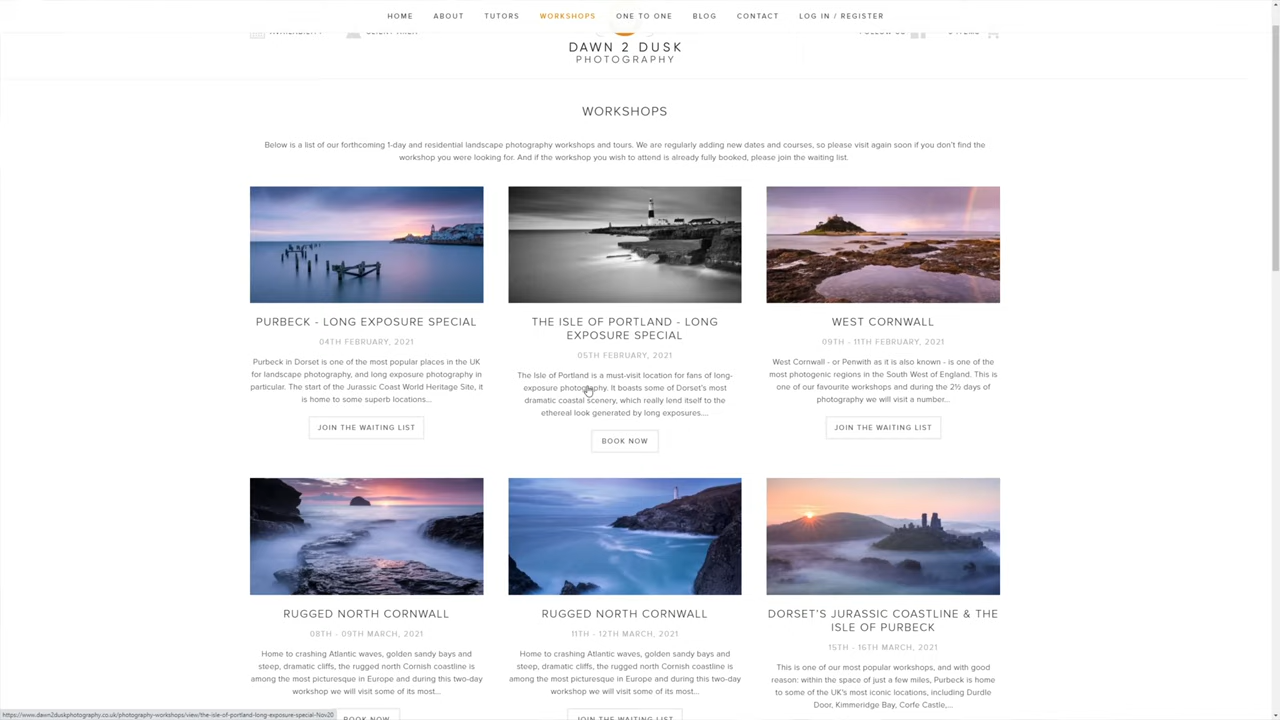 HOME ABOUT TUTORS WORKSHOPS ONE TO ONE BLOG CONTACT LOG IN / REGISTER
DAWN 2 DUSK
PHOTOGRAPHY
WORKSHOPS
Below is a list of our forthcoming 1-day and residential landscape photography workshops and tours. We are regularly adding new dates and courses, so please visit again soon if you don't find the
workshop you were looking for. And if the workshop you wish to attend is already fully booked, please join the waiting list.
PURBECK - LONG EXPOSURE SPECIAL
04TH FEBRUARY, 2021
Purbeck in Dorset is one of the most popular places in the UK
for landscape photography, and long exposure photography in
particular. The start of the Jurassic Coast World Heritage Site, it
is home to some superb locations...
JOIN THE WAITING LIST
THE ISLE OF PORTLAND - LONG
EXPOSURE SPECIAL
05TH FEBRUARY, 2021
The Isle of Portland is a must-visit location for fans of long-
exposure photography. It boasts some of Dorset's most
dramatic coastal scenery, which really lend itself to the
ethereal look generated by long exposures....
BOOK NOW
WEST CORNWALL
09TH - 11TH FEBRUARY, 2021
West Cornwall - or Penwith as it is also known - is one of the
most photogenic regions in the South West of England. This is
one of our favourite workshops and during the 2½ days of
photography we will visit a number...
JOIN THE WAITING LIST
RUGGED NORTH CORNWALL
08TH - 09TH MARCH, 2021
Home to crashing Atlantic waves, golden sandy bays and
steep, dramatic cliffs, the rugged north Cornish coastline is
among the most picturesque in Europe and during this two-day
workshop we will visit some of its most...
BOOK NOW
RUGGED NORTH CORNWALL
11TH - 12TH MARCH, 2021
Home to crashing Atlantic waves, golden sandy bays and
steep, dramatic cliffs, the rugged north Cornish coastline is
among the most picturesque in Europe and during this two-day
workshop we will visit some of its most...
JOIN THE WAITING LIST
DORSET'S JURASSIC COASTLINE & THE
ISLE OF PURBECK
15TH - 16TH MARCH, 2021
This is one of our most popular workshops, and with good
reason: within the space of just a few miles, Purbeck is home
to some of the UK's most iconic locations, including Durdle
Door, Kimmeridge Bay, Corfe Castle,...
https://www.dawn2duskphotography.co.uk/photography-workshops/view/the-isle-of-portland-long-exposure-special-Nov20